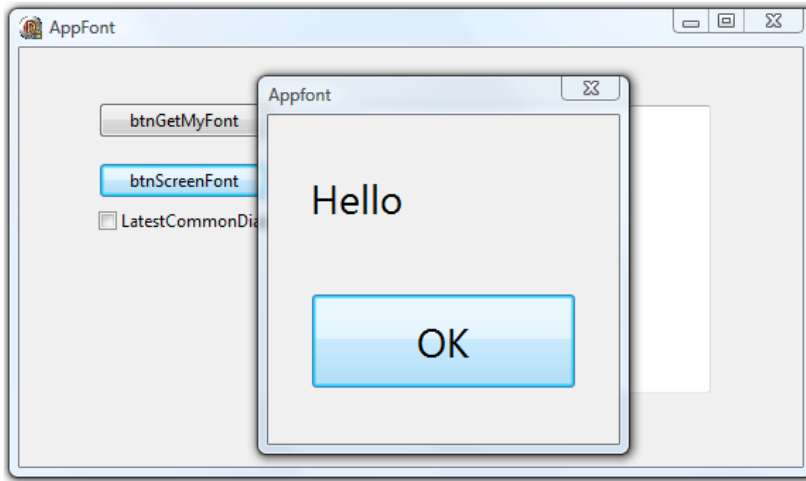 AppFont
Appfont
btnGetMyFont
Hello
btnScreenFont
LatestCommonDia
OK